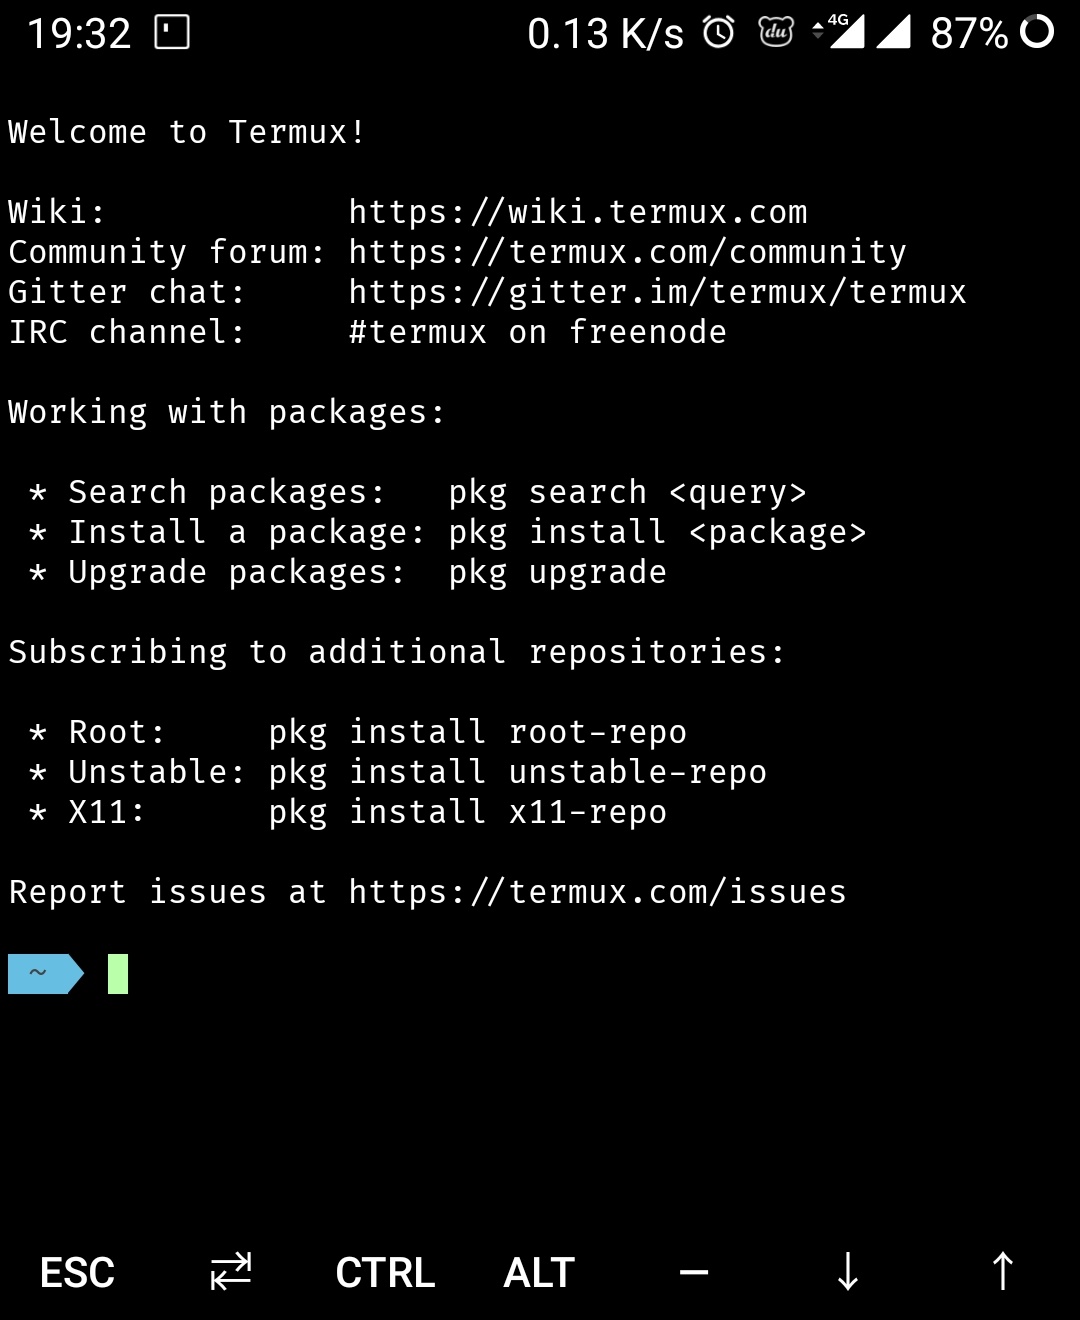 19:32 0.13 K/s du 4G 87%
Welcome to Termux!
Wiki: https://wiki.termux.com
Community forum: https://termux.com/community
Gitter chat: https://gitter.im/termux/termux
IRC channel: #termux on freenode
Working with packages:
* Search packages: pkg search <query>
* Install a package: pkg install <package>
* Upgrade packages: pkg upgrade
Subscribing to additional repositories:
* Root: pkg install root-repo
* Unstable: pkg install unstable-repo
* X11: pkg install x11-repo
Report issues at https://termux.com/issues
~
ESC ⇄ CTRL ALT — ↓ ↑